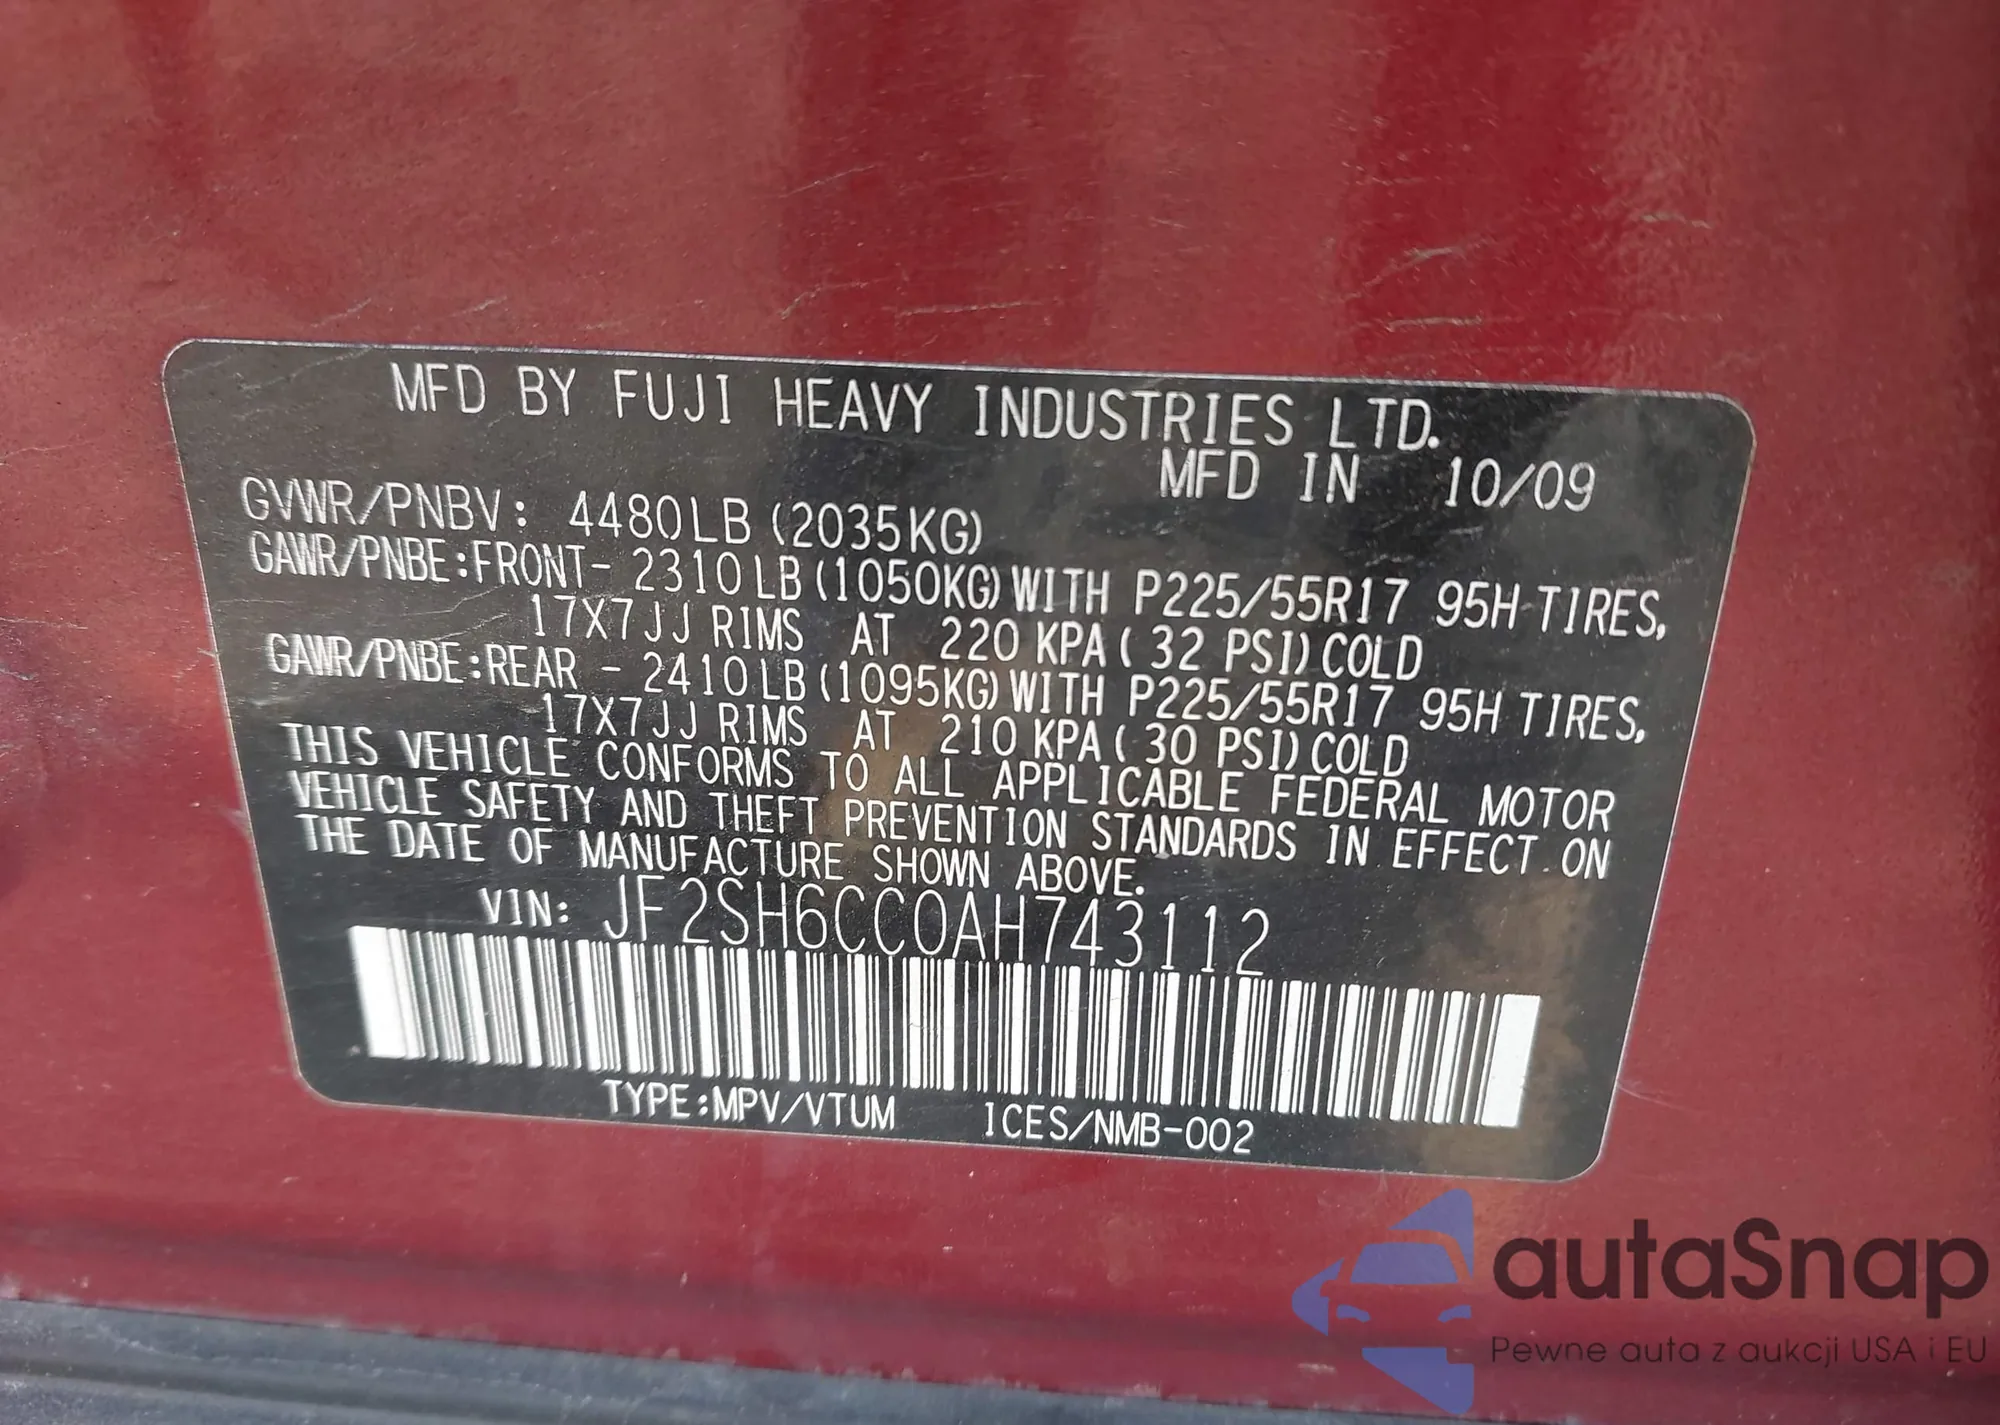 MFD BY FUJI HEAVY INDUSTRIES LTD.
MFD IN 10/09
GVWR/PNBV: 4480LB (2035KG)
GAWR/PNBE:FRONT- 2310LB (1050KG) WITH P225/55R17 95H TIRES,
17X7JJ RIMS AT 220 KPA ( 32 PSI) COLD
GAWR/PNBE:REAR - 2410LB (1095KG) WITH P225/55R17 95H TIRES,
17X7JJ RIMS AT 210 KPA ( 30 PSI) COLD
THIS VEHICLE CONFORMS TO ALL APPLICABLE FEDERAL MOTOR
VEHICLE SAFETY AND THEFT PREVENTION STANDARDS IN EFFECT ON
THE DATE OF MANUFACTURE SHOWN ABOVE.
VIN: JF2SH6CC0AH743112
TYPE:MPV/VTUM ICES/NMB-002
autaSnap
Pewne auta z aukcji USA i EU